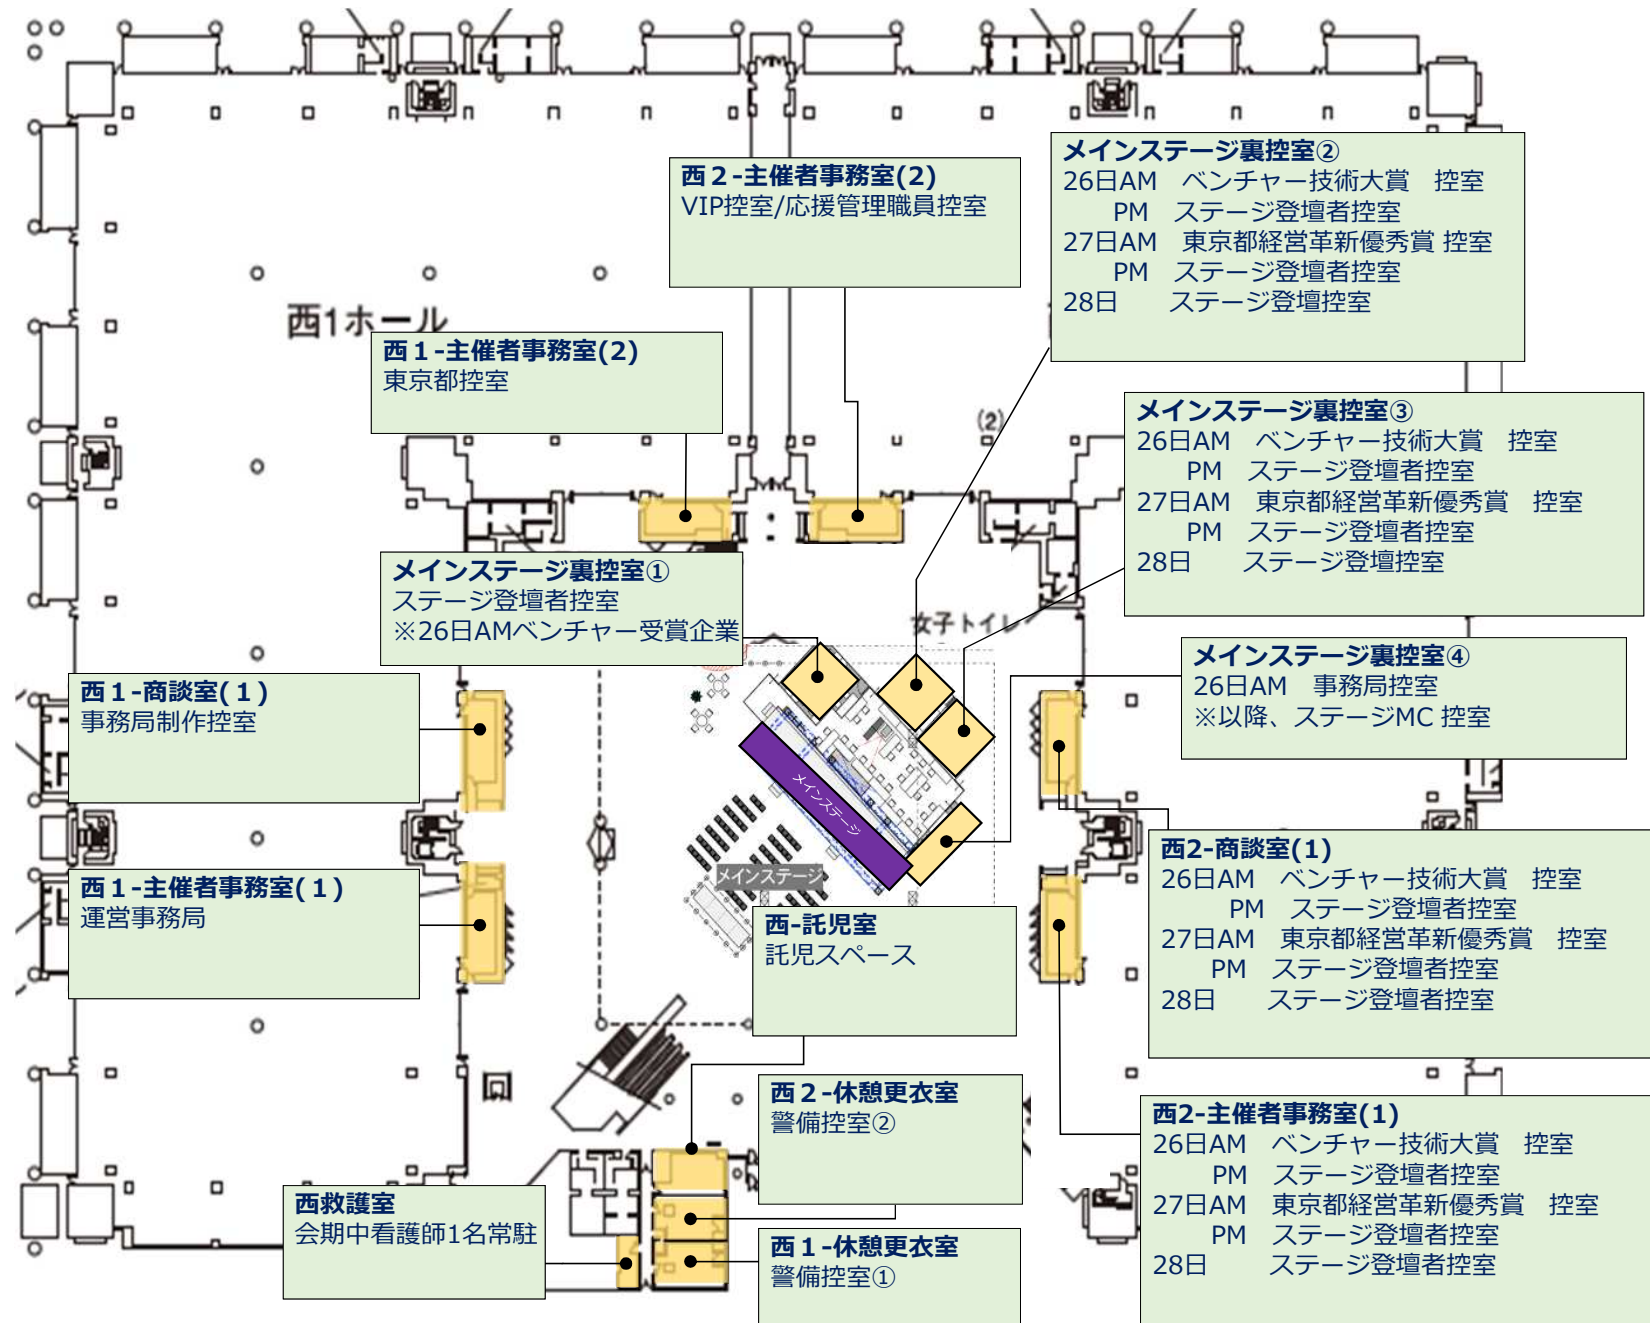 西２-主催者事務室(2)
VIP控室/応援管理職員控室
メインステージ裏控室②
26日AM　ベンチャー技術大賞　控室
PM　ステージ登壇者控室
27日AM　東京都経営革新優秀賞 控室
PM　ステージ登壇者控室
28日　　ステージ登壇控室
西1ホール
西１-主催者事務室(2)
東京都控室
(2)
メインステージ裏控室③
26日AM　ベンチャー技術大賞　控室
PM　ステージ登壇者控室
27日AM　東京都経営革新優秀賞　控室
PM　ステージ登壇者控室
28日　　ステージ登壇控室
メインステージ裏控室①
ステージ登壇者控室
※26日AMベンチャー受賞企業
女子トイレ
メインステージ裏控室④
26日AM　事務局控室
※以降、ステージMC 控室
西１-商談室(１)
事務局制作控室
メインステージ
メインステージ
西１-主催者事務室(１)
運営事務局
西2-商談室(1)
26日AM　ベンチャー技術大賞　控室
PM　ステージ登壇者控室
27日AM　東京都経営革新優秀賞　控室
PM　ステージ登壇者控室
28日　　ステージ登壇者控室
西-託児室
託児スペース
西２-休憩更衣室
警備控室②
西2-主催者事務室(1)
26日AM　ベンチャー技術大賞　控室
PM　ステージ登壇者控室
27日AM　東京都経営革新優秀賞　控室
PM　ステージ登壇者控室
28日　　ステージ登壇者控室
西救護室
会期中看護師1名常駐
西１-休憩更衣室
警備控室①